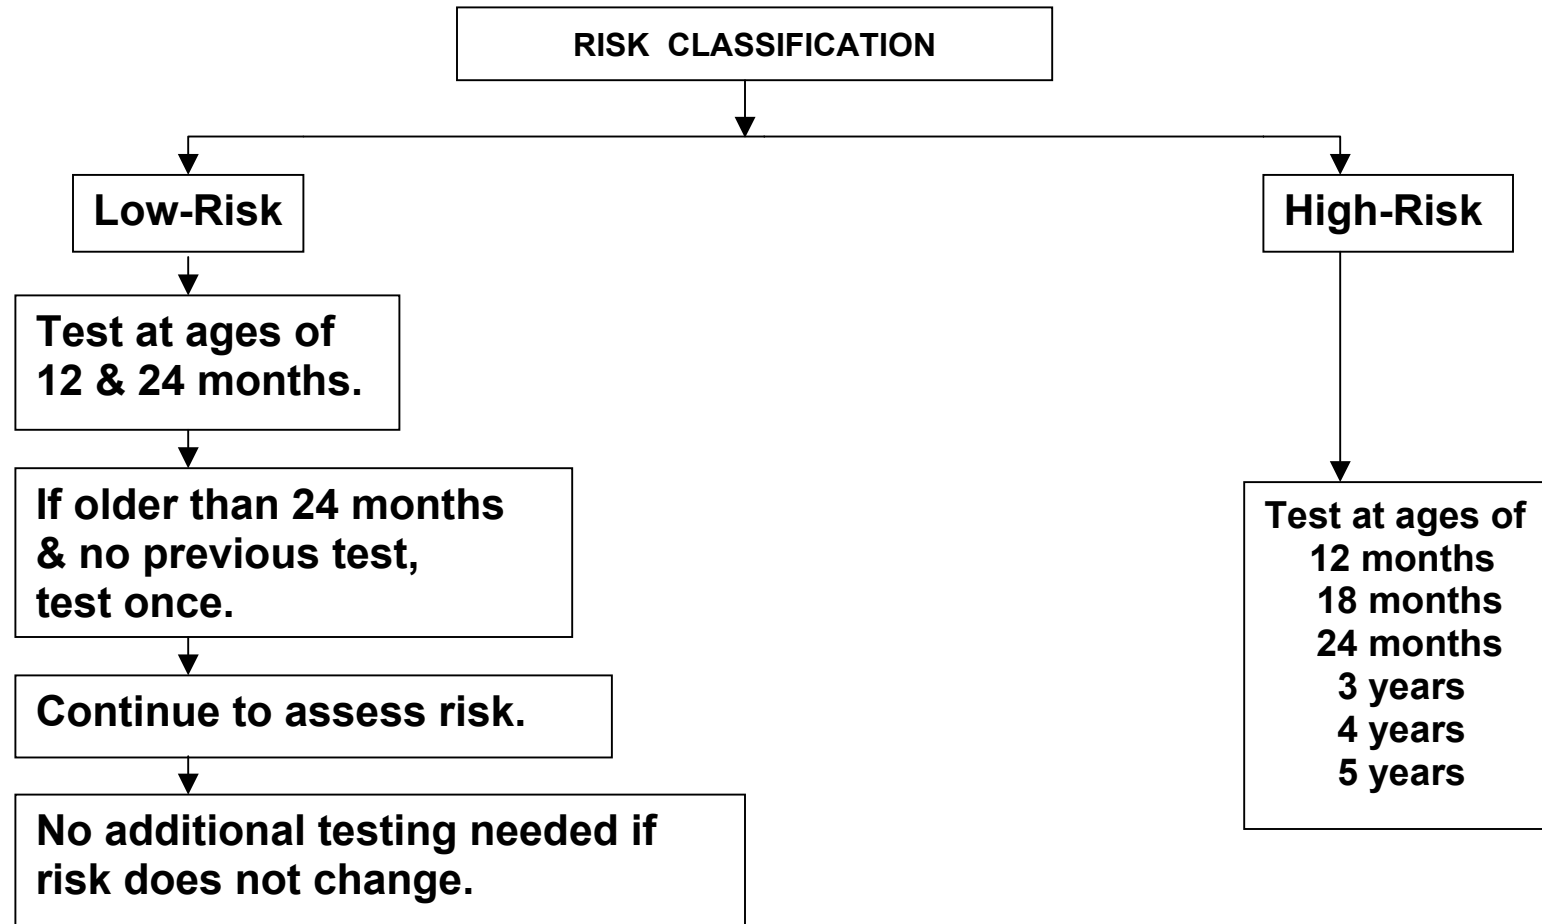 RISK CLASSIFICATION
Low-Risk
High-Risk
Test at ages of
12 & 24 months.
If older than 24 months
& no previous test,
test once.
Continue to assess risk.
No additional testing needed if
risk does not change.
Test at ages of
12 months
18 months
24 months
3 years
4 years
5 years